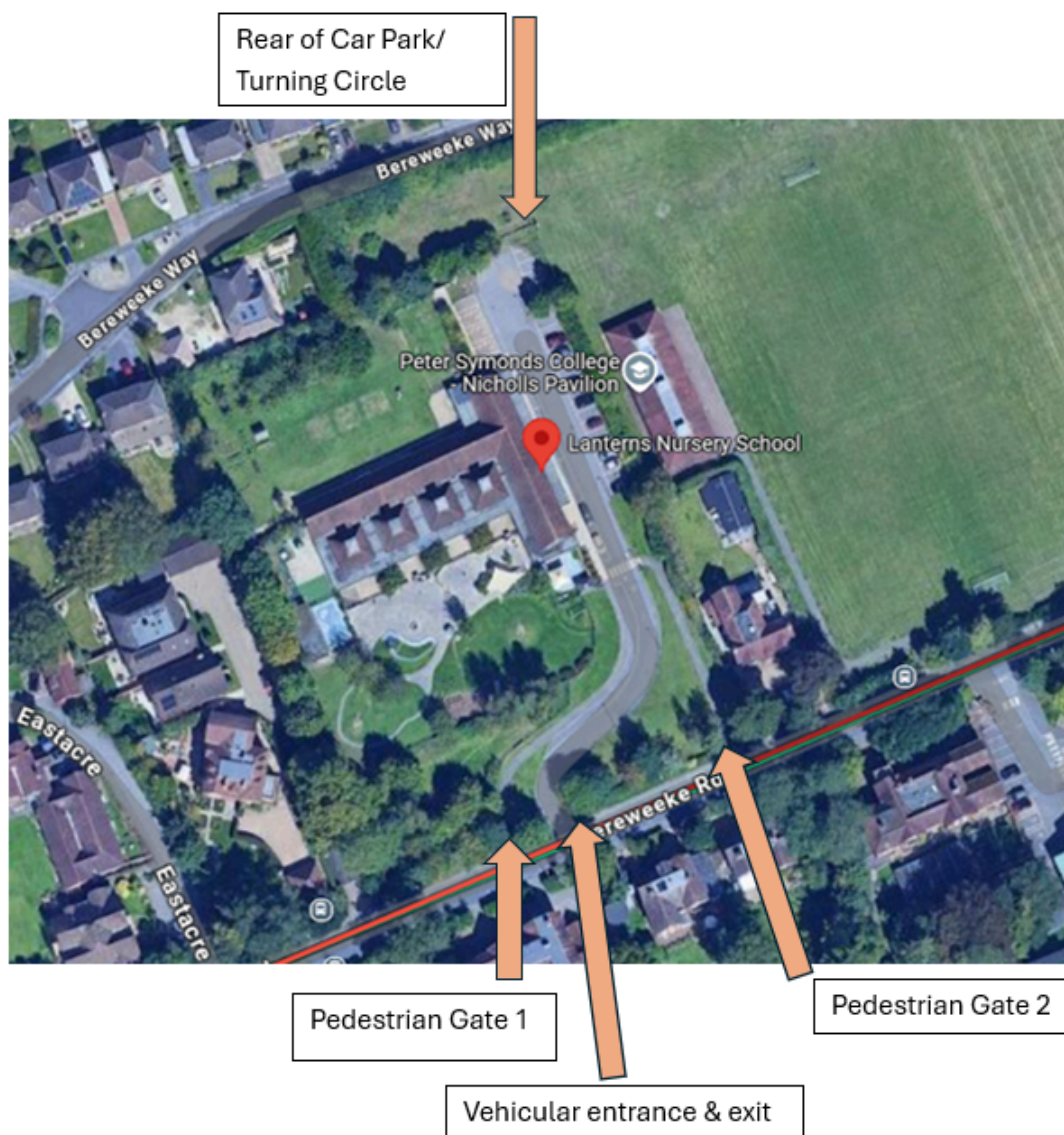 Rear of Car Park/
Turning Circle
Bereweeke Way
Bereweeke Way
Peter Symonds College
- Nicholls Pavilion
Lanterns Nursery School
Eastacre
Eastacre
Bereweeke Ro
Pedestrian Gate 1
Pedestrian Gate 2
Vehicular entrance & exit